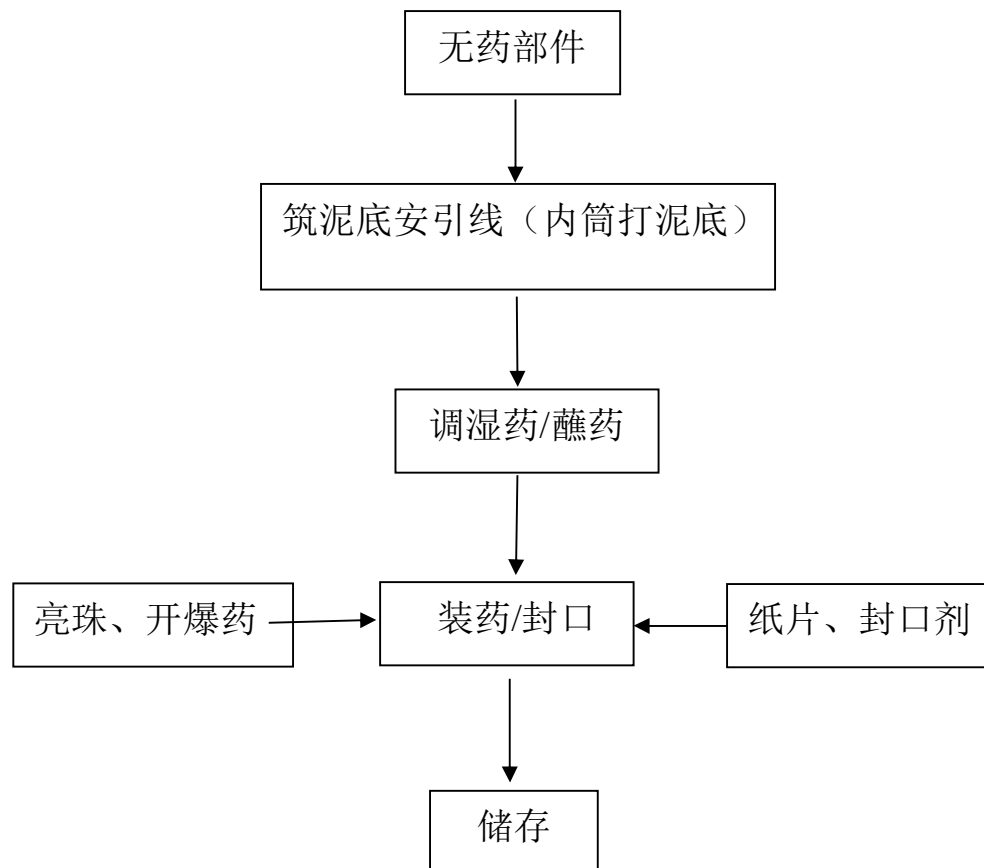 无药部件
筑泥底安引线（内筒打泥底）
调湿药/蘸药
亮珠、开爆药
装药/封口
纸片、封口剂
储存